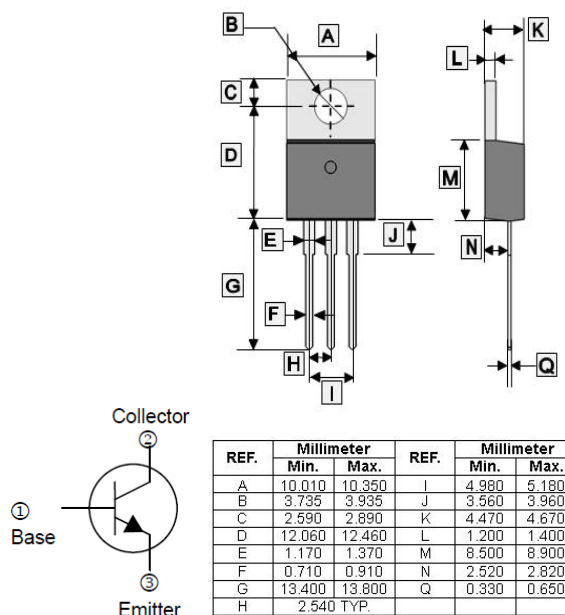 B
A
K
L
C
D
M
J
E
N
G
F
H
I
Q
Collector
②
①
Base
③
Emitter
REF. Millimeter REF. Millimeter
Min. Max. Min. Max.
A 10.010 10.350 I 4.980 5.180
B 3.735 3.935 J 3.560 3.960
C 2.590 2.890 K 4.470 4.670
D 12.060 12.460 L 1.200 1.400
E 1.170 1.370 M 8.500 8.900
F 0.710 0.910 N 2.520 2.820
G 13.400 13.800 Q 0.330 0.650
H 2.540 TYP.